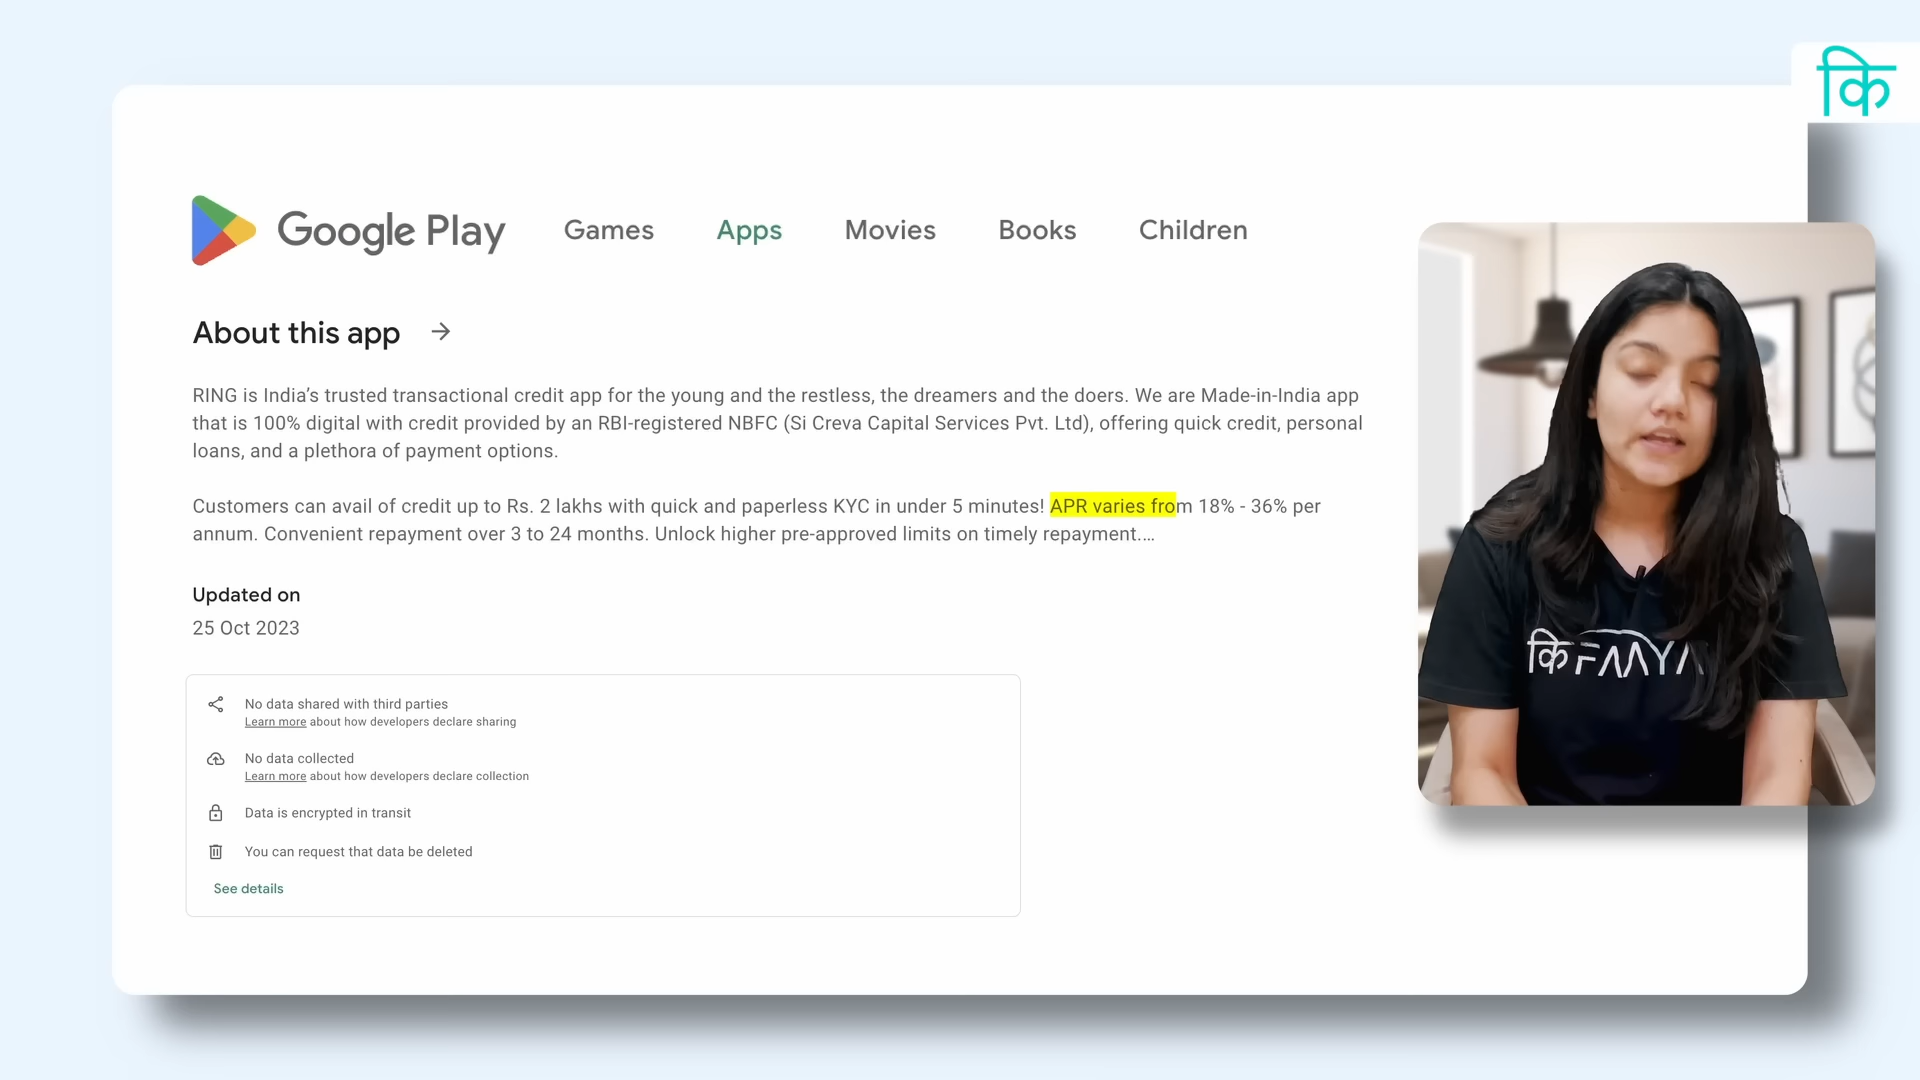 कि
Google Play Games Apps Movies Books Children
About this app
RING is India's trusted transactional credit app for the young and the restless, the dreamers and the doers. We are Made-in-India app
that is 100% digital with credit provided by an RBI-registered NBFC (Si Creva Capital Services Pvt. Ltd), offering quick credit, personal
loans, and a plethora of payment options.
Customers can avail of credit up to Rs. 2 lakhs with quick and paperless KYC in under 5 minutes! APR varies from 18% - 36% per
annum. Convenient repayment over 3 to 24 months. Unlock higher pre-approved limits on timely repayment....
Updated on
25 Oct 2023
No data shared with third parties
Learn more about how developers declare sharing
No data collected
Learn more about how developers declare collection
Data is encrypted in transit
You can request that data be deleted
See details
कि